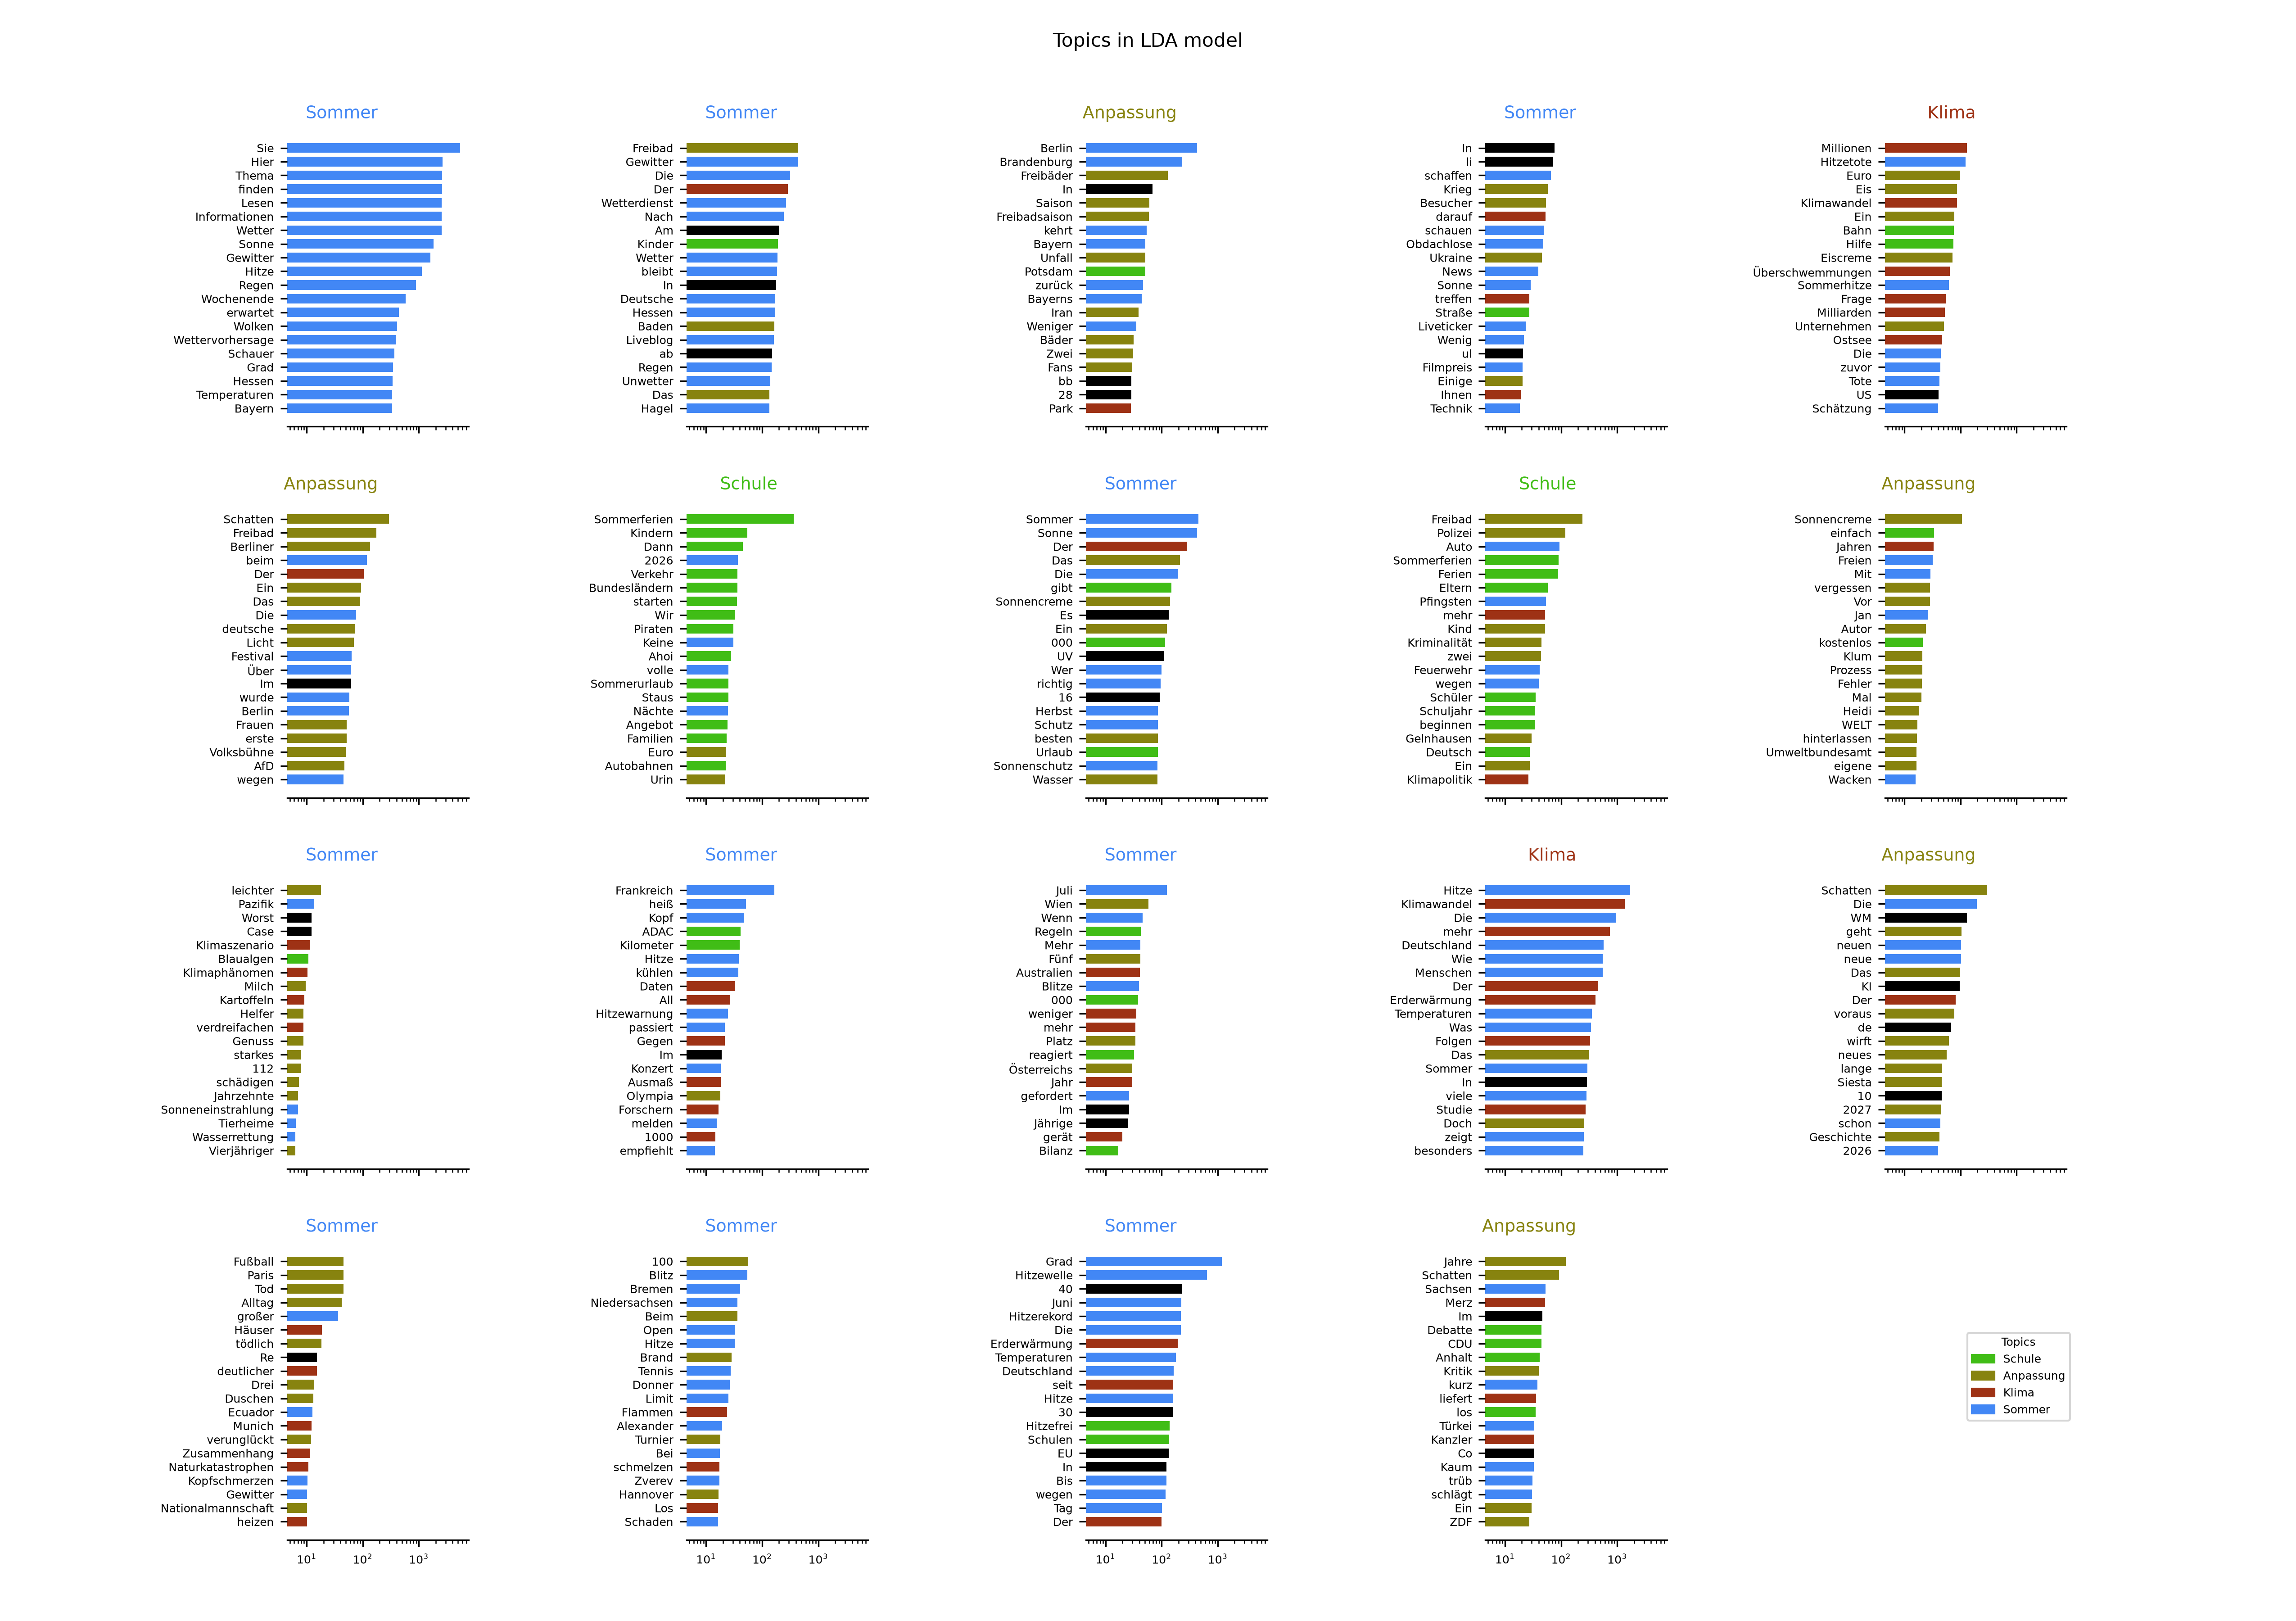 Topics in LDA model
Sommer
Sie
Hier
Thema
finden
Lesen
Informationen
Wetter
Sonne
Gewitter
Hitze
Regen
Wochenende
erwartet
Wolken
Wettervorhersage
Schauer
Grad
Hessen
Temperaturen
Bayern
Sommer
Freibad
Gewitter
Die
Der
Wetterdienst
Nach
Am
Kinder
Wetter
bleibt
In
Deutsche
Hessen
Baden
Liveblog
ab
Regen
Unwetter
Das
Hagel
Anpassung
Berlin
Brandenburg
Freibäder
In
Saison
Freibadsaison
kehrt
Bayern
Unfall
Potsdam
zurück
Bayerns
Iran
Weniger
Bäder
Zwei
Fans
bb
28
Park
Sommer
In
li
schaffen
Krieg
Besucher
darauf
schauen
Obdachlose
Ukraine
News
Sonne
treffen
Straße
Liveticker
Wenig
ul
Filmpreis
Einige
Ihnen
Technik
Klima
Millionen
Hitzetote
Euro
Eis
Klimawandel
Ein
Bahn
Hilfe
Eiscreme
Überschwemmungen
Sommerhitze
Frage
Milliarden
Unternehmen
Ostsee
Die
zuvor
Tote
US
Schätzung
Anpassung
Schatten
Freibad
Berliner
beim
Der
Ein
Das
Die
deutsche
Licht
Festival
Über
Im
wurde
Berlin
Frauen
erste
Volksbühne
AfD
wegen
Schule
Sommerferien
Kindern
Dann
2026
Verkehr
Bundesländern
starten
Wir
Piraten
Keine
Ahoi
volle
Sommerurlaub
Staus
Nächte
Angebot
Familien
Euro
Autobahnen
Urin
Sommer
Sommer
Sonne
Der
Das
Die
gibt
Sonnencreme
Es
Ein
000
UV
Wer
richtig
16
Herbst
Schutz
besten
Urlaub
Sonnenschutz
Wasser
Schule
Freibad
Polizei
Auto
Sommerferien
Ferien
Eltern
Pfingsten
mehr
Kind
Kriminalität
zwei
Feuerwehr
wegen
Schüler
Schuljahr
beginnen
Gelnhausen
Deutsch
Ein
Klimapolitik
Anpassung
Sonnencreme
einfach
Jahren
Freien
Mit
vergessen
Vor
Jan
Autor
kostenlos
Klum
Prozess
Fehler
Mal
Heidi
WELT
hinterlassen
Umweltbundesamt
eigene
Wacken
Sommer
leichter
Pazifik
Worst
Case
Klimaszenario
Blaualgen
Klimaphänomen
Milch
Kartoffeln
Helfer
verdreifachen
Genuss
starkes
112
schädigen
Jahrzehnte
Sonneneinstrahlung
Tierheime
Wasserrettung
Vierjähriger
Sommer
Frankreich
heiß
Kopf
ADAC
Kilometer
Hitze
kühlen
Daten
All
Hitzewarnung
passiert
Gegen
Im
Konzert
Ausmaß
Olympia
Forschern
melden
1000
empfiehlt
Sommer
Juli
Wien
Wenn
Regeln
Mehr
Fünf
Australien
Blitze
000
weniger
mehr
Platz
reagiert
Österreichs
Jahr
gefordert
Im
Jährige
gerät
Bilanz
Klima
Hitze
Klimawandel
Die
mehr
Deutschland
Wie
Menschen
Der
Erderwärmung
Temperaturen
Was
Folgen
Das
Sommer
In
viele
Studie
Doch
zeigt
besonders
Anpassung
Schatten
Die
WM
geht
neuen
neue
Das
KI
Der
voraus
de
wirft
neues
lange
Siesta
10
2027
schon
Geschichte
2026
Sommer
Fußball
Paris
Tod
Alltag
großer
Häuser
tödlich
Re
deutlicher
Drei
Duschen
Ecuador
Munich
verunglückt
Zusammenhang
Naturkatastrophen
Kopfschmerzen
Gewitter
Nationalmannschaft
heizen
10¹ 10² 10³
Sommer
100
Blitz
Bremen
Niedersachsen
Beim
Open
Hitze
Brand
Tennis
Donner
Limit
Flammen
Alexander
Turnier
Bei
schmelzen
Zverev
Hannover
Los
Schaden
10¹ 10² 10³
Sommer
Grad
Hitzewelle
40
Juni
Hitzerekord
Die
Erderwärmung
Temperaturen
Deutschland
seit
Hitze
30
Hitzefrei
Schulen
EU
In
Bis
wegen
Tag
Der
10¹ 10² 10³
Anpassung
Jahre
Schatten
Sachsen
Merz
Im
Debatte
CDU
Anhalt
Kritik
kurz
liefert
los
Türkei
Kanzler
Co
Kaum
trüb
schlägt
Ein
ZDF
10¹ 10² 10³
Topics
Schule
Anpassung
Klima
Sommer